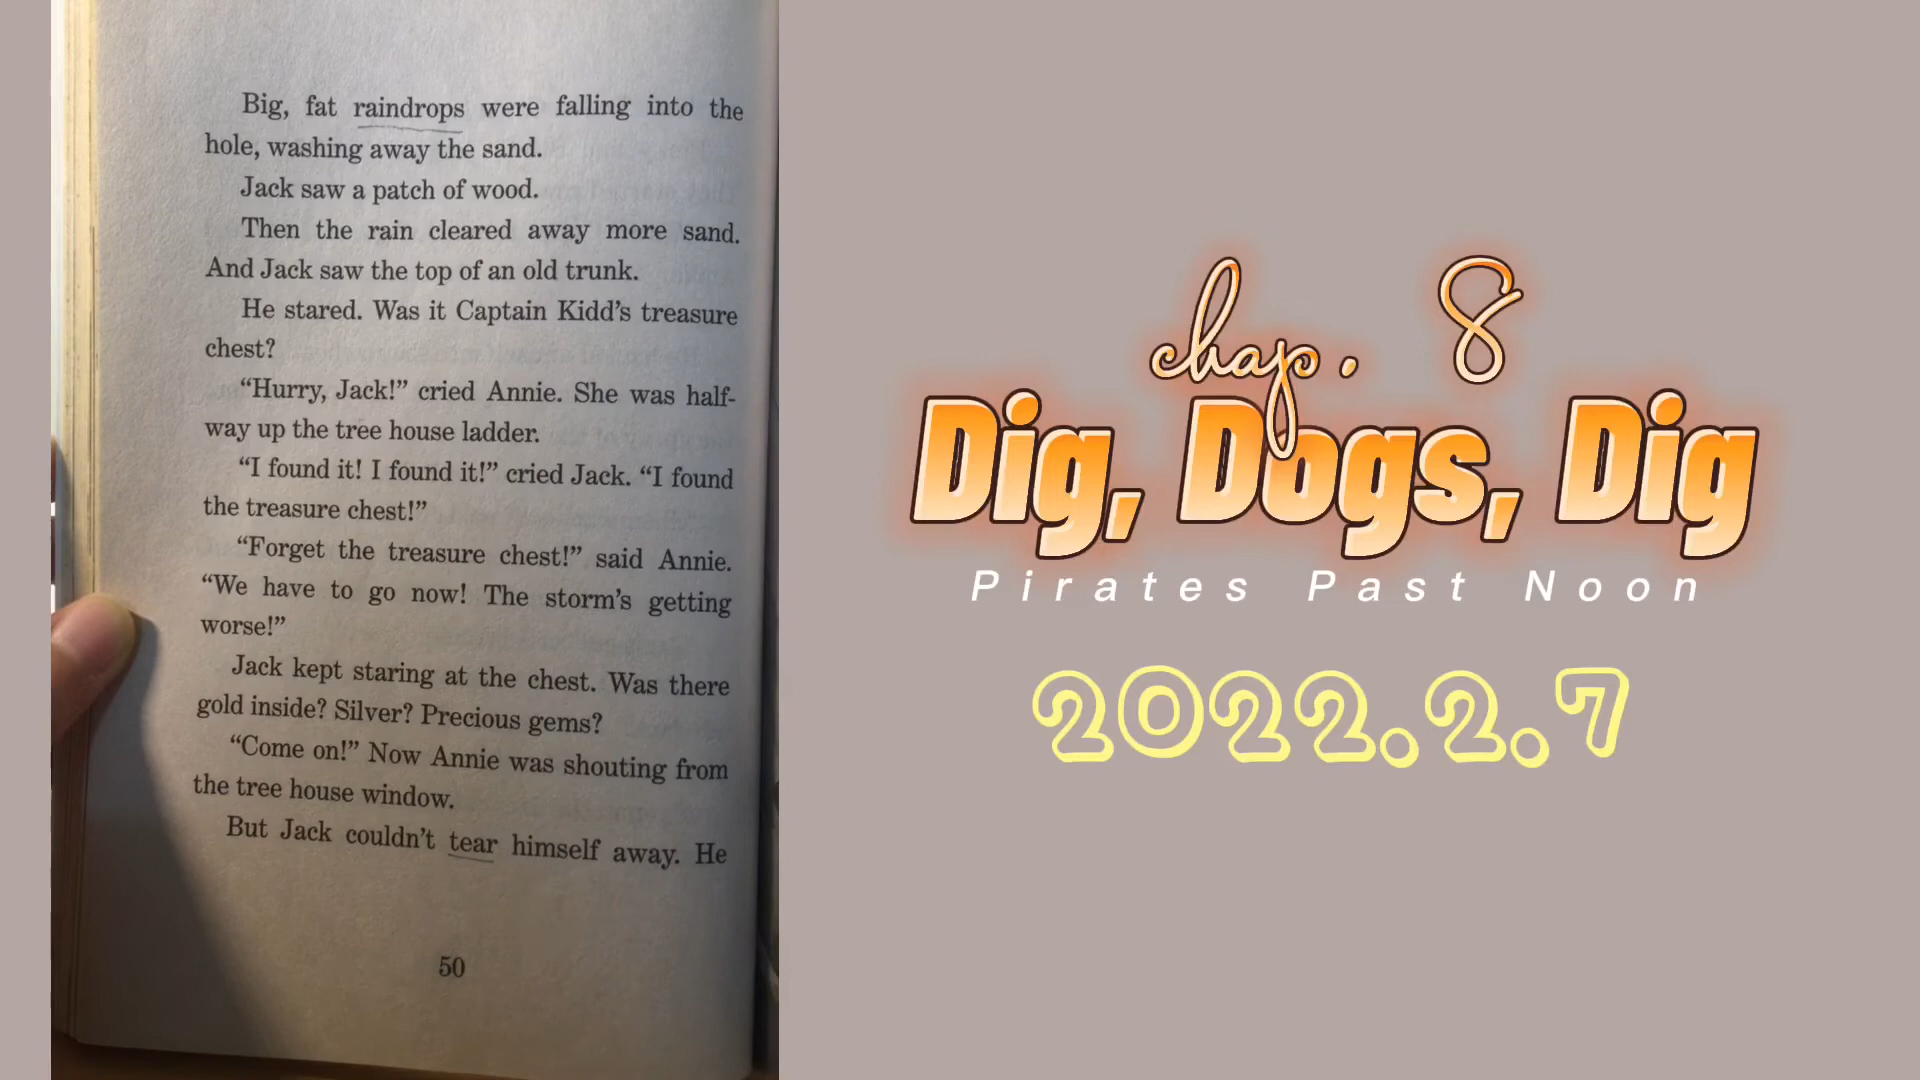 Big, fat raindrops were falling into the
hole, washing away the sand.
Jack saw a patch of wood.
Then the rain cleared away more sand.
And Jack saw the top of an old trunk.
He stared. Was it Captain Kidd's treasure
chest?
“Hurry, Jack!” cried Annie. She was half-
way up the tree house ladder.
“I found it! I found it!” cried Jack. “I found
the treasure chest!”
“Forget the treasure chest!” said Annie.
“We have to go now! The storm's getting
worse!”
Jack kept staring at the chest. Was there
gold inside? Silver? Precious gems?
“Come on!” Now Annie was shouting from
the tree house window.
But Jack couldn't tear himself away. He
50
chap. 8
Dig, Dogs, Dig
Pirates Past Noon
2022.2.7